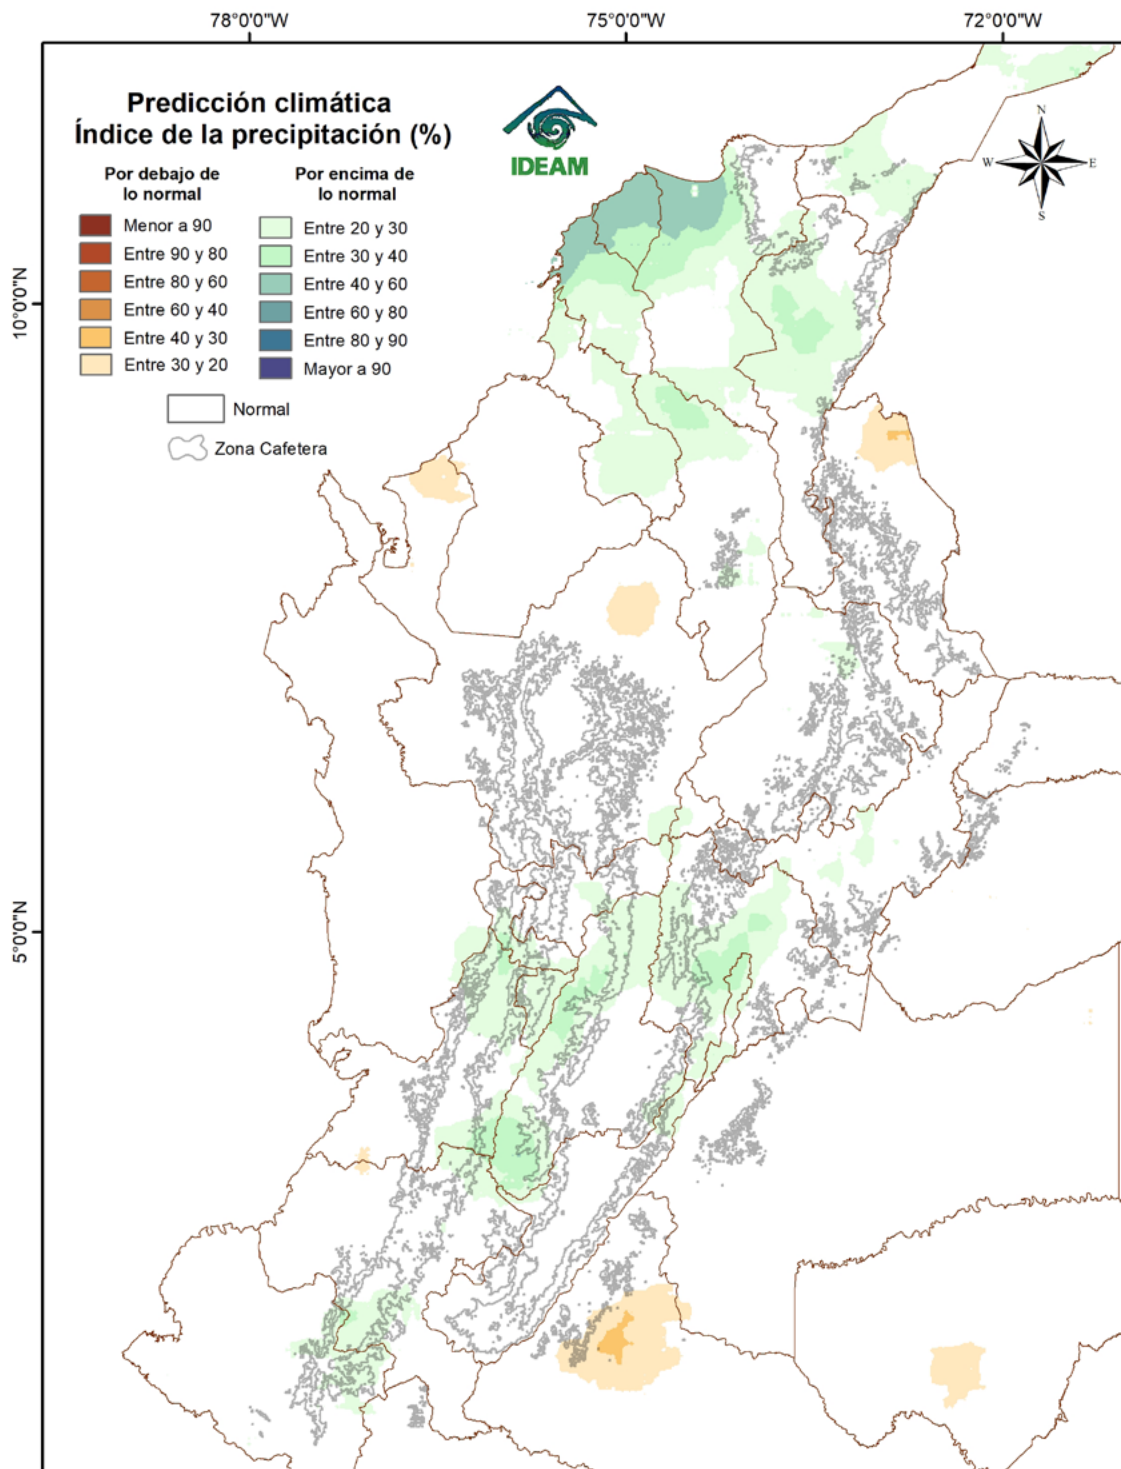 78°0'0"W 75°0'0"W 72°0'0"W
Predicción climática
Índice de la precipitación (%)
IDEAM
N
W E
S
Por debajo de
lo normal
Menor a 90
Entre 90 y 80
Entre 80 y 60
Entre 60 y 40
Entre 40 y 30
Entre 30 y 20
Por encima de
lo normal
Entre 20 y 30
Entre 30 y 40
Entre 40 y 60
Entre 60 y 80
Entre 80 y 90
Mayor a 90
Normal
Zona Cafetera
10°0'0"N
5°0'0"N